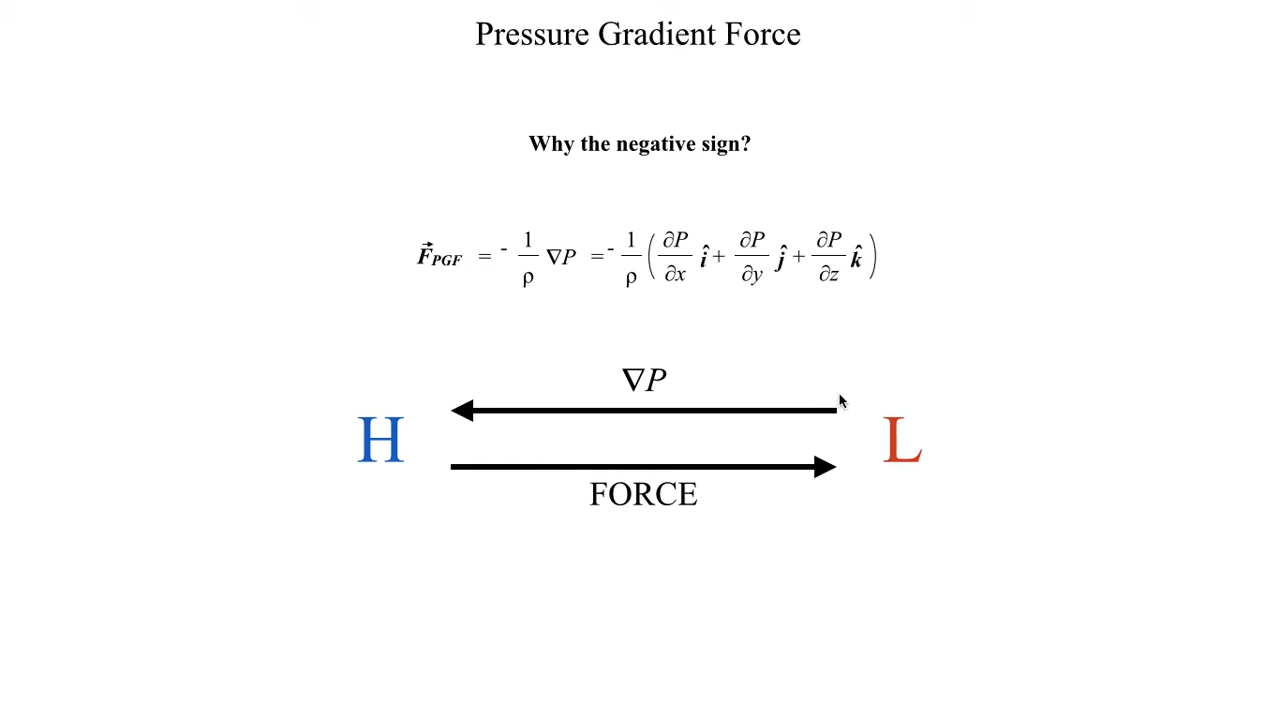 Pressure Gradient Force
Why the negative sign?
F⃗PGF = - 1/ρ ∇P = - 1/ρ ( ∂P/∂x î + ∂P/∂y ĵ + ∂P/∂z k̂ )
∇P
H L
FORCE